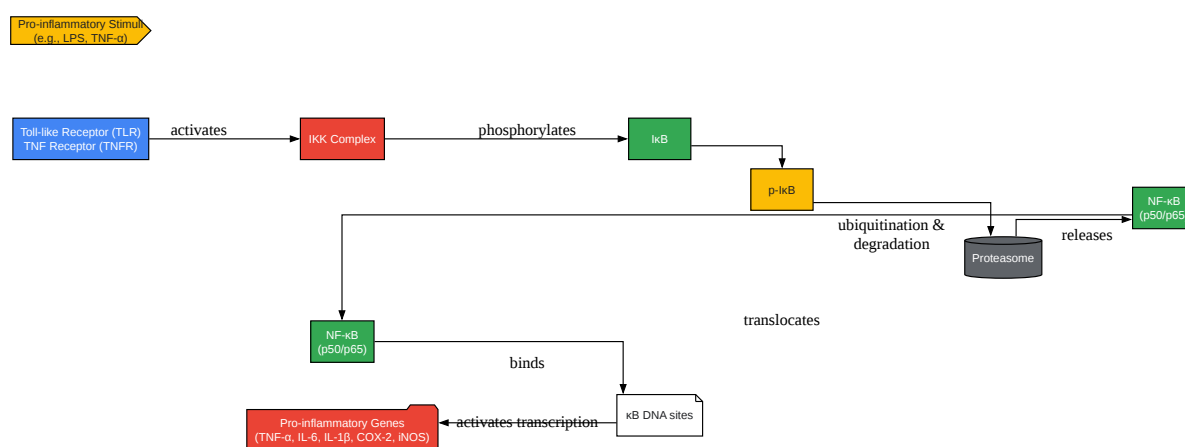 Pro-inflammatory Stimuli
(e.g., LPS, TNF-α)
Toll-like Receptor (TLR)
TNF Receptor (TNFR)
activates
IKK Complex
phosphorylates
IκB
p-IκB
ubiquitination &
degradation
Proteasome
releases
NF-κB
(p50/p65
translocates
NF-κB
(p50/p65)
binds
κB DNA sites
activates transcription
Pro-inflammatory Genes
(TNF-α, IL-6, IL-1β, COX-2, iNOS)